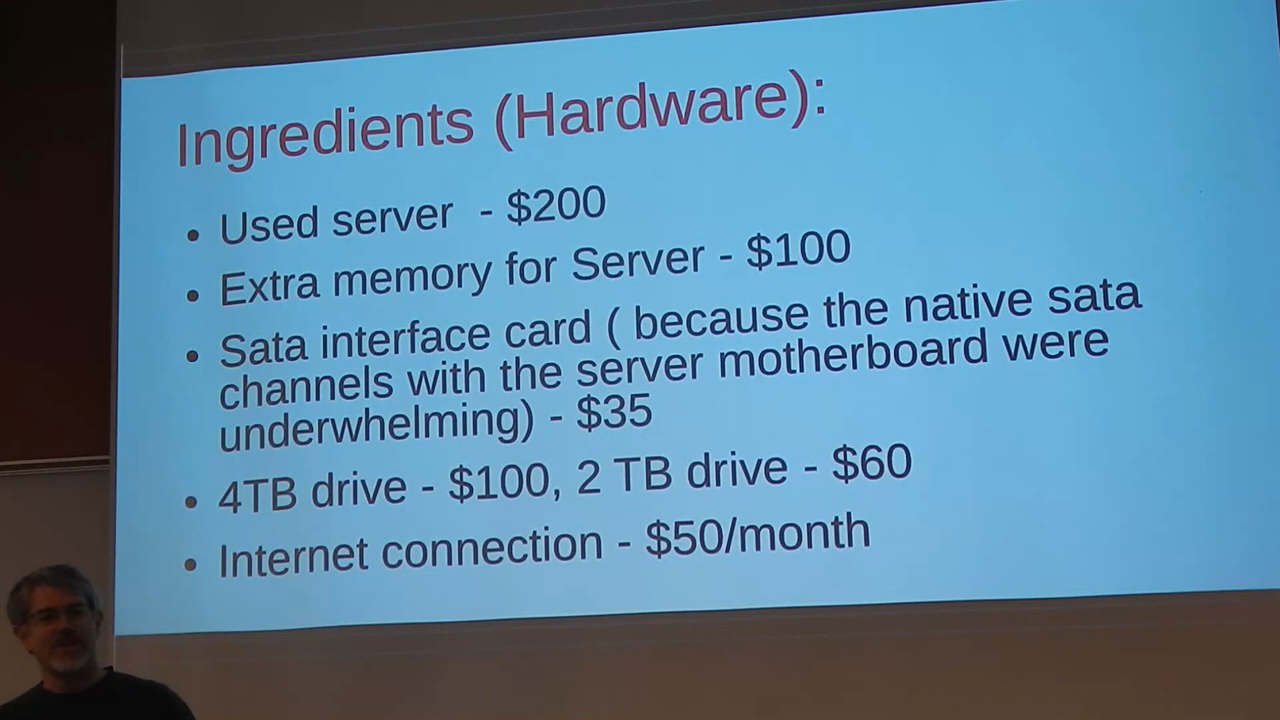 Ingredients (Hardware):
• Used server - $200
• Extra memory for Server - $100
• Sata interface card ( because the native sata
channels with the server motherboard were
underwhelming) - $35
• 4TB drive - $100, 2 TB drive - $60
• Internet connection - $50/month